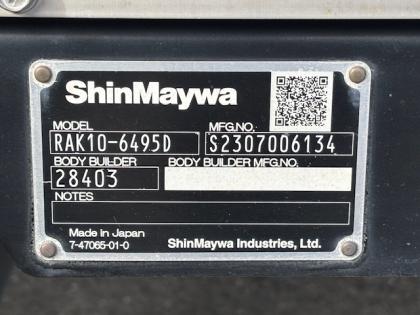 ShinMaywa
MODEL MFG.NO.
RAK10-6495D S2307006134
BODY BUILDER BODY BUILDER MFG.NO.
28403
NOTES
Made in Japan
7-47065-01-0 ShinMaywa Industries, Ltd.